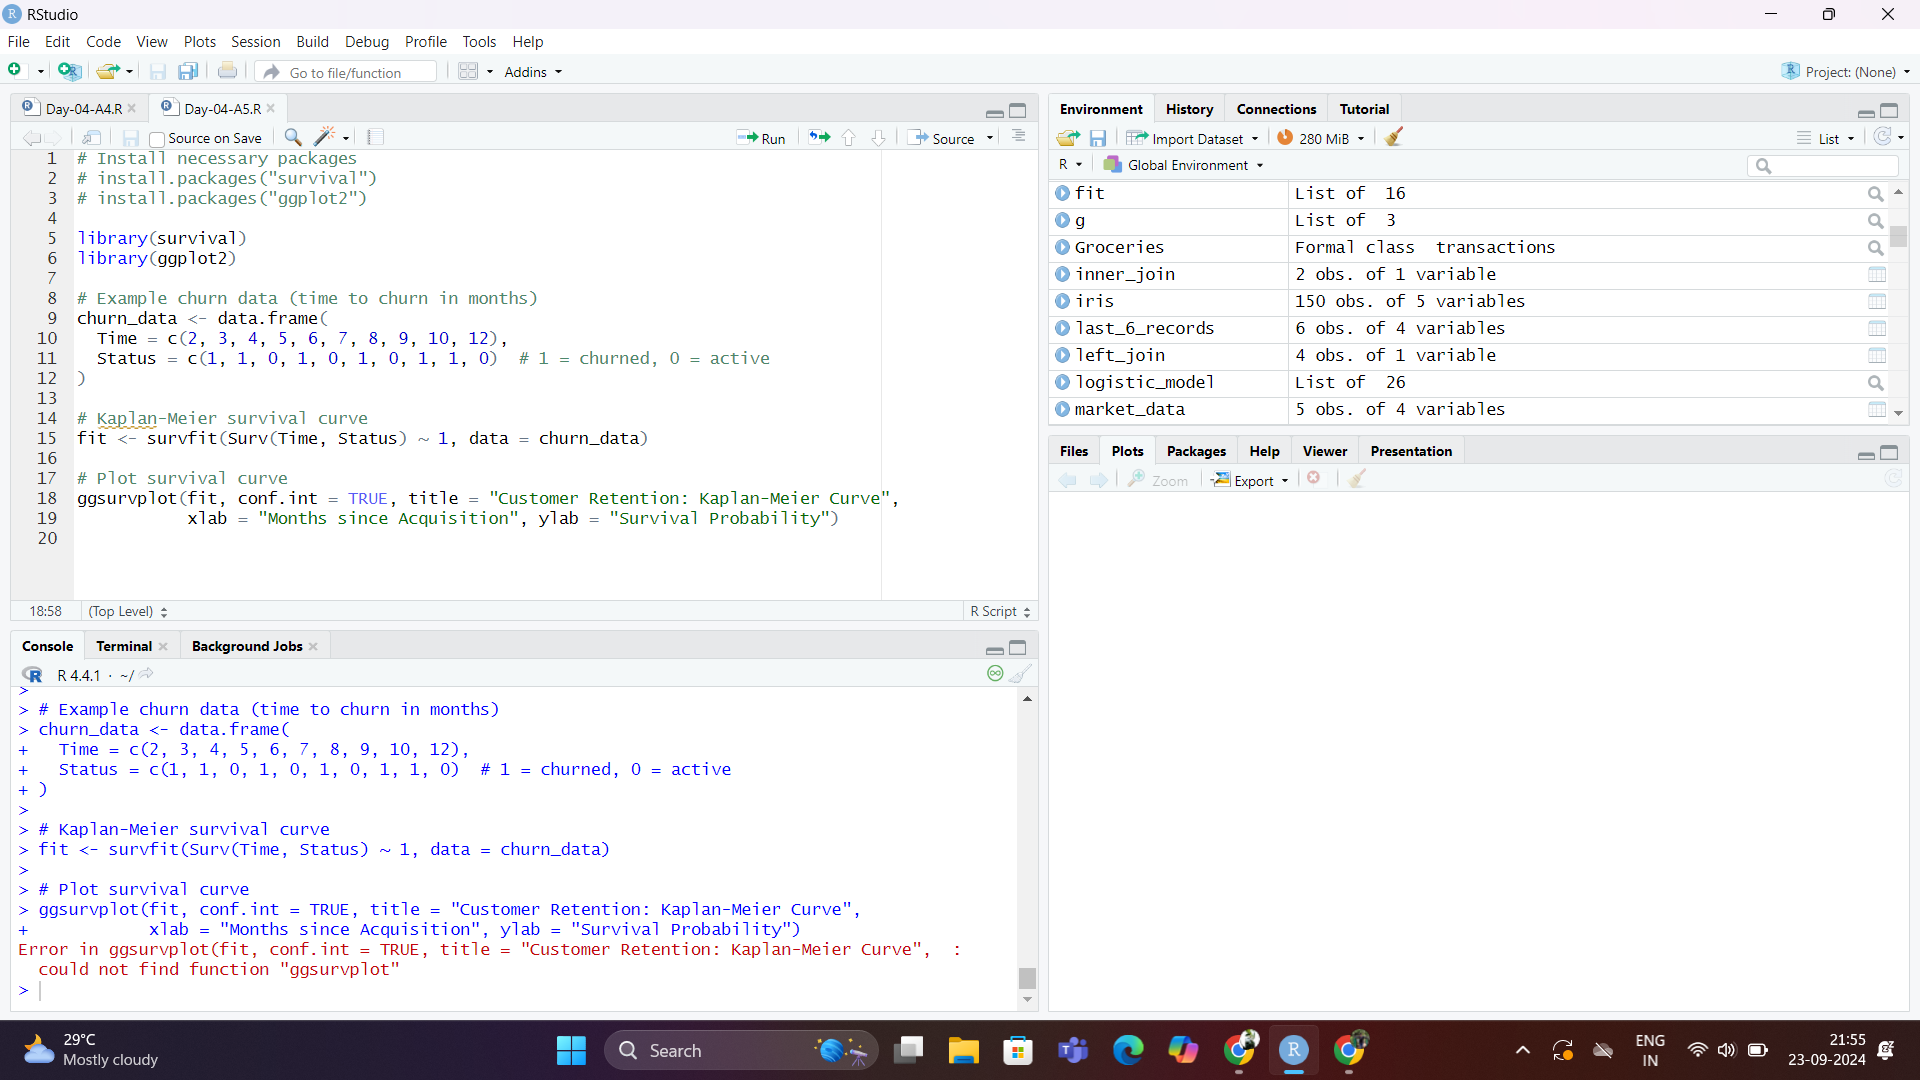 RStudio
File Edit Code View Plots Session Build Debug Profile Tools Help
Go to file/function Addins Project: (None)
Day-04-A4.R Day-04-A5.R
Source on Save Run Source
1 # Install necessary packages
2 # install.packages("survival")
3 # install.packages("ggplot2")
4
5 library(survival)
6 library(ggplot2)
7
8 # Example churn data (time to churn in months)
9 churn_data <- data.frame(
10 Time = c(2, 3, 4, 5, 6, 7, 8, 9, 10, 12),
11 Status = c(1, 1, 0, 1, 0, 1, 0, 1, 1, 0) # 1 = churned, 0 = active
12 )
13
14 # Kaplan-Meier survival curve
15 fit <- survfit(Surv(Time, Status) ~ 1, data = churn_data)
16
17 # Plot survival curve
18 ggsurvplot(fit, conf.int = TRUE, title = "Customer Retention: Kaplan-Meier Curve",
19 xlab = "Months since Acquisition", ylab = "Survival Probability")
20
18:58 (Top Level) R Script
Console Terminal Background Jobs
R 4.4.1 · ~/
>
> # Example churn data (time to churn in months)
> churn_data <- data.frame(
+ Time = c(2, 3, 4, 5, 6, 7, 8, 9, 10, 12),
+ Status = c(1, 1, 0, 1, 0, 1, 0, 1, 1, 0) # 1 = churned, 0 = active
+ )
>
> # Kaplan-Meier survival curve
> fit <- survfit(Surv(Time, Status) ~ 1, data = churn_data)
>
> # Plot survival curve
> ggsurvplot(fit, conf.int = TRUE, title = "Customer Retention: Kaplan-Meier Curve",
+ xlab = "Months since Acquisition", ylab = "Survival Probability")
Error in ggsurvplot(fit, conf.int = TRUE, title = "Customer Retention: Kaplan-Meier Curve", :
could not find function "ggsurvplot"
>
Environment History Connections Tutorial
Import Dataset 280 MiB List
R Global Environment
fit List of 16
g List of 3
Groceries Formal class transactions
inner_join 2 obs. of 1 variable
iris 150 obs. of 5 variables
last_6_records 6 obs. of 4 variables
left_join 4 obs. of 1 variable
logistic_model List of 26
market_data 5 obs. of 4 variables
Files Plots Packages Help Viewer Presentation
Zoom Export
29°C
Mostly cloudy
Search
ENG
IN
21:55
23-09-2024